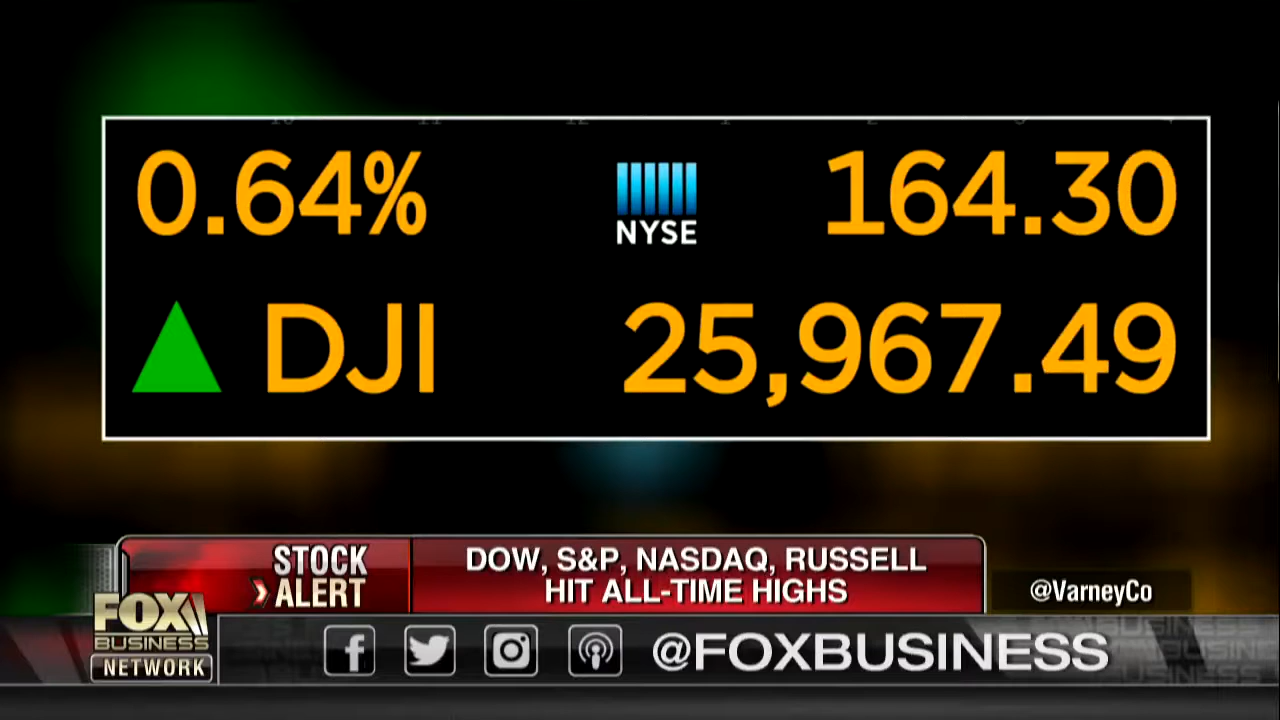 0.64%
NYSE
164.30
DJI
25,967.49
STOCK
ALERT
DOW, S&P, NASDAQ, RUSSELL
HIT ALL-TIME HIGHS
@VarneyCo
FOX
BUSINESS
NETWORK
@FOXBUSINESS